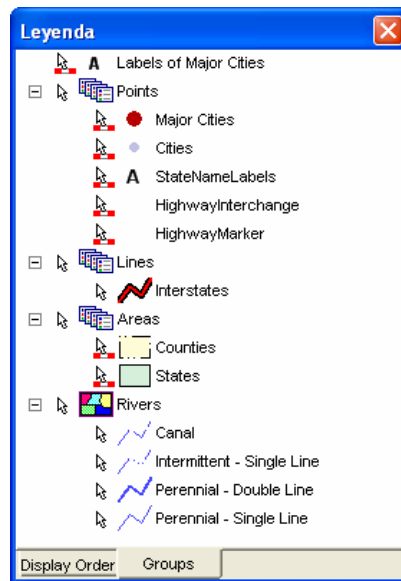 Leyenda
A Labels of Major Cities
Points
Major Cities
Cities
A StateNameLabels
HighwayInterchange
HighwayMarker
Lines
Interstates
Areas
Counties
States
Rivers
Canal
Intermittent - Single Line
Perennial - Double Line
Perennial - Single Line
Display Order Groups